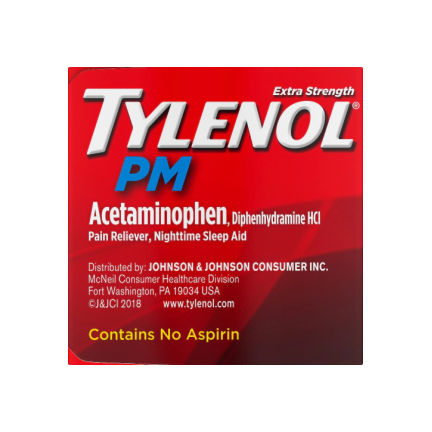 Extra Strength
TYLENOL®
PM
Acetaminophen, Diphenhydramine HCl
Pain Reliever, Nighttime Sleep Aid
Distributed by: JOHNSON & JOHNSON CONSUMER INC.
McNeil Consumer Healthcare Division
Fort Washington, PA 19034 USA
©J&JCI 2018 www.tylenol.com
Contains No Aspirin